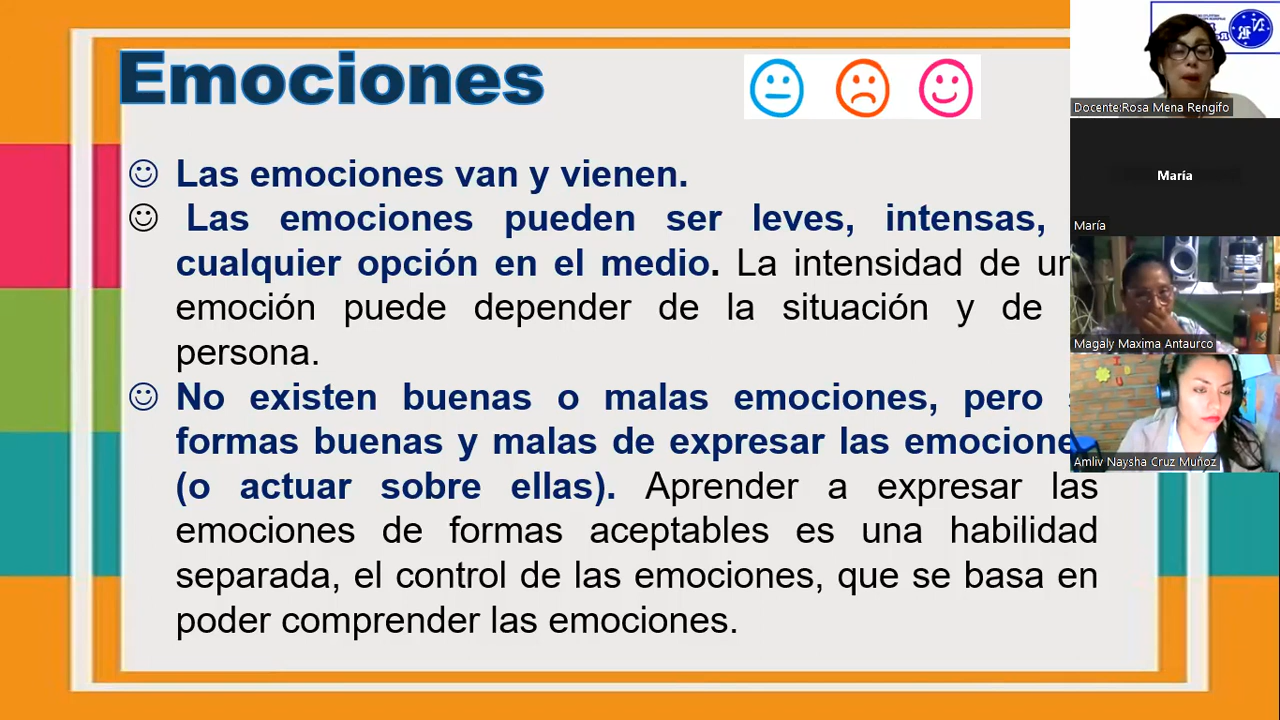 Emociones
Las emociones van y vienen.
Las emociones pueden ser leves, intensas,
cualquier opción en el medio. La intensidad de
emoción puede depender de la situación y de
persona.
No existen buenas o malas emociones, pero
formas buenas y malas de expresar las
(o actuar sobre ellas). Aprender a expresar las
emociones de formas aceptables es una habilidad
separada, el control de las emociones, que se basa en
poder comprender las emociones.
Docente:Rosa Mena Rengifo
María
María
Magaly Maxima Antaurco
Amliv Naysha Cruz Muñoz